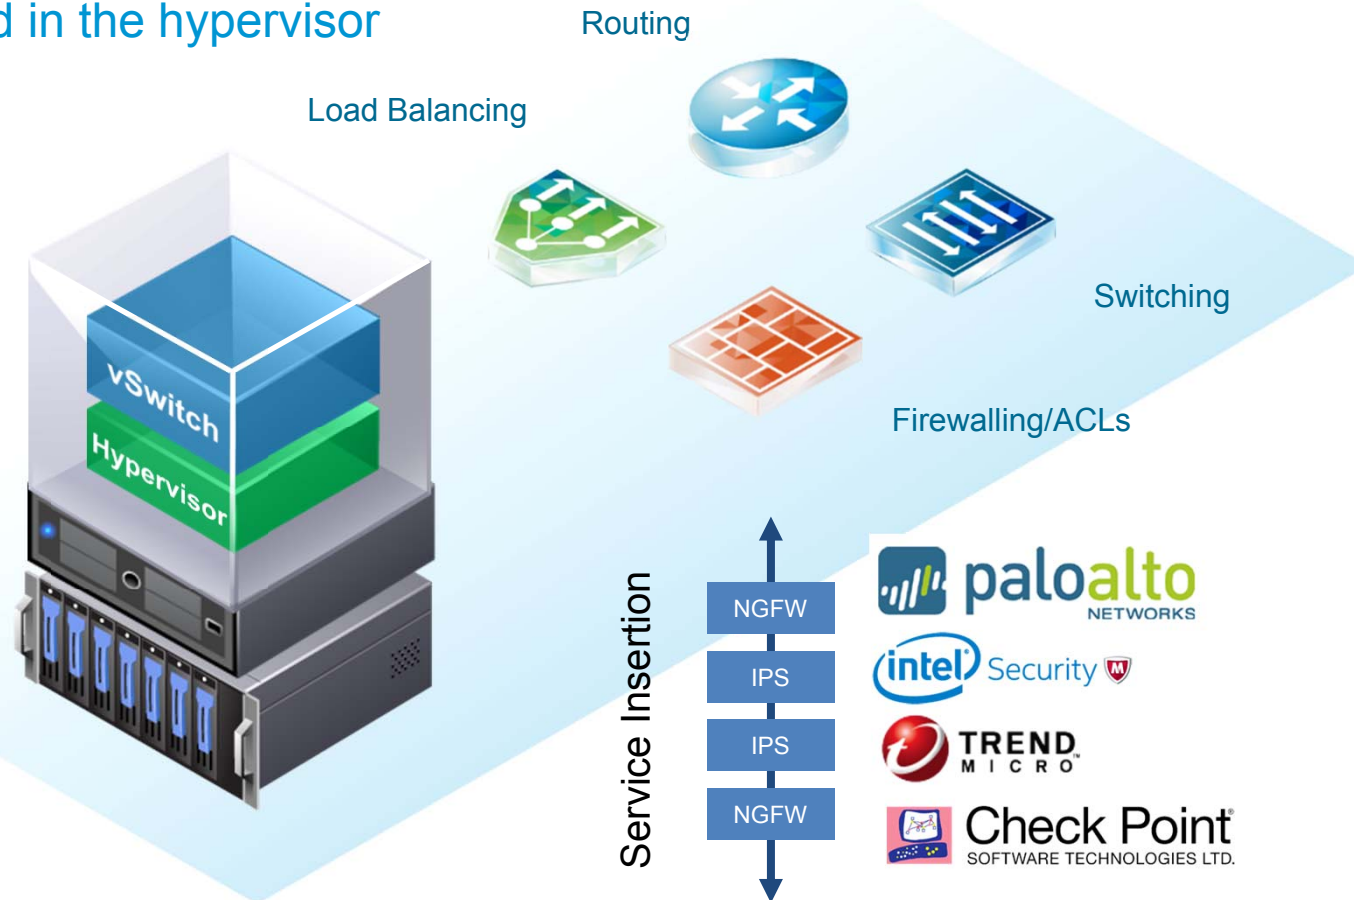 d in the hypervisor
Routing
Load Balancing
Switching
Firewalling/ACLs
vSwitch
Hypervisor
Service Insertion
NGFW
paloalto
NETWORKS
IPS
intel Security
M
IPS
TREND
MICRO
NGFW
Check Point
SOFTWARE TECHNOLOGIES LTD.